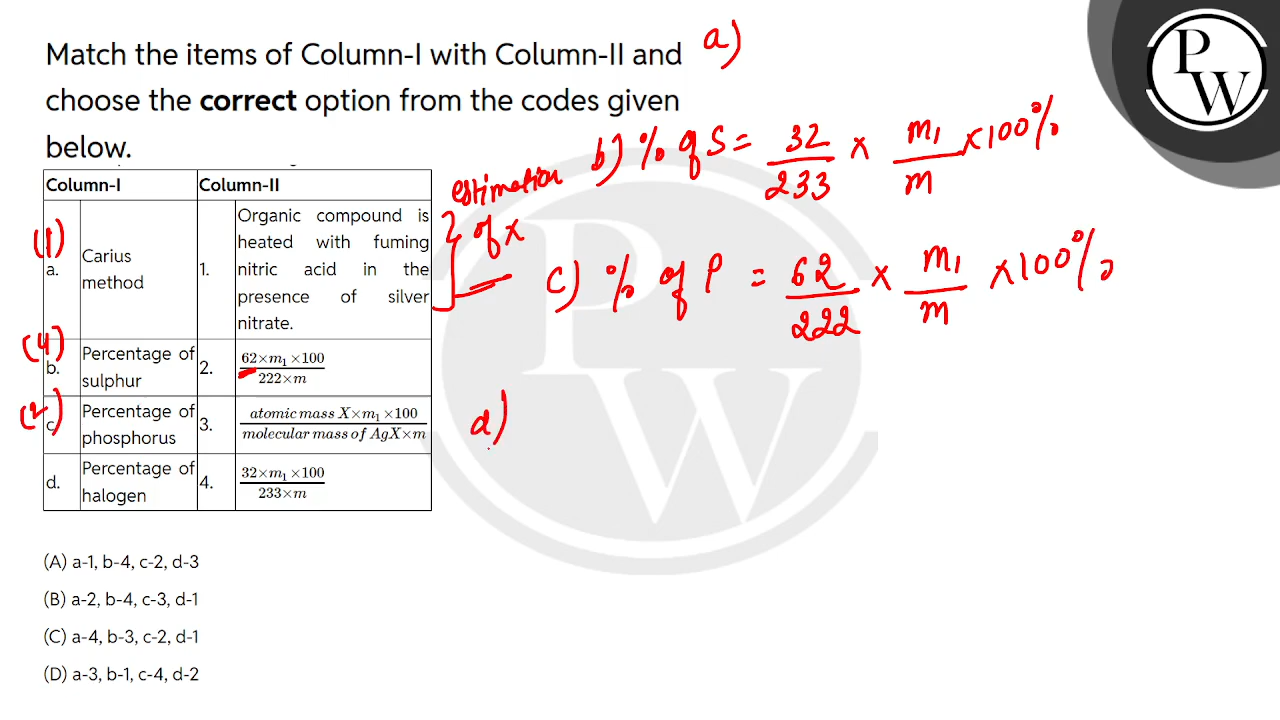 Match the items of Column-I with Column-II and
choose the correct option from the codes given
below.
Column-I Column-II
a. Carius method 1. Organic compound is heated with fuming nitric acid in the presence of silver nitrate.
b. Percentage of sulphur 2. 62×m₁×100 / 222×m
c. Percentage of phosphorus 3. atomic mass X×m₁×100 / molecular mass of AgX×m
d. Percentage of halogen 4. 32×m₁×100 / 233×m
(A) a-1, b-4, c-2, d-3
(B) a-2, b-4, c-3, d-1
(C) a-4, b-3, c-2, d-1
(D) a-3, b-1, c-4, d-2
(1)
(4)
(2)
a)
estimation
of x
b) % of S = 32/233 × m₁/m ×100%
c) % of P = 62/222 × m₁/m ×100%
d)
P
W
P
W